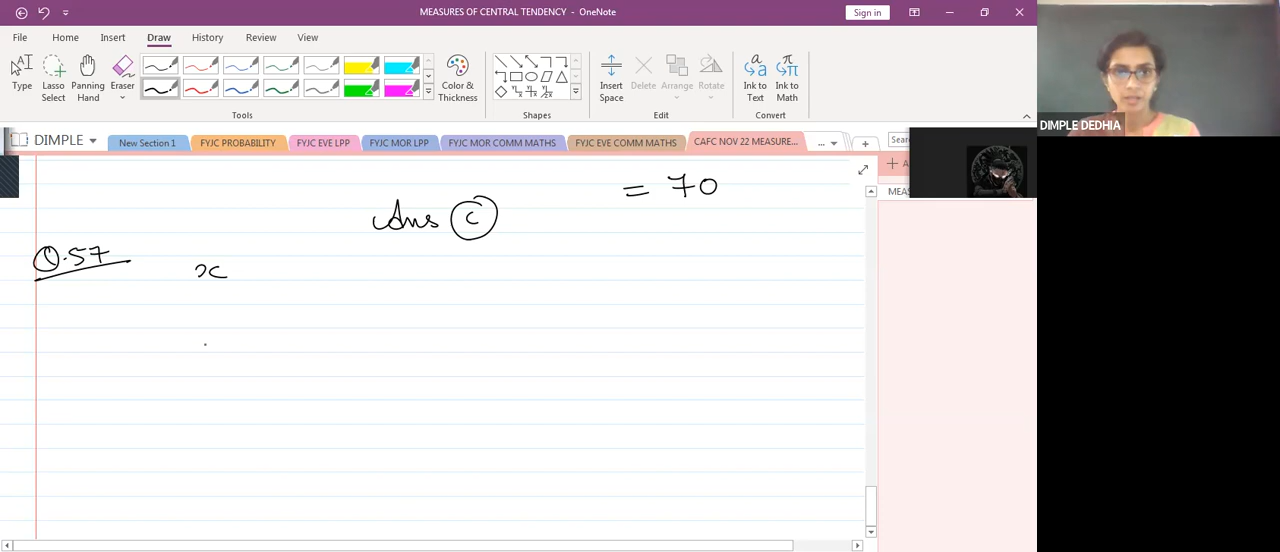 MEASURES OF CENTRAL TENDENCY - OneNote
Sign in
File Home Insert Draw History Review View
Type
Lasso Select
Panning Hand
Eraser
Color & Thickness
Insert Space
Delete
Arrange
Rotate
Ink to Text
Ink to Math
Tools
Shapes
Edit
Convert
DIMPLE
New Section 1
FYJC PROBABILITY
FYJC EVE LPP
FYJC MOR LPP
FYJC MOR COMM MATHS
FYJC EVE COMM MATHS
CAFC NOV 22 MEASURE...
...
Sear
DIMPLE DEDHIA
+ A
MEAS
= 70
Ans C
Q.57
x